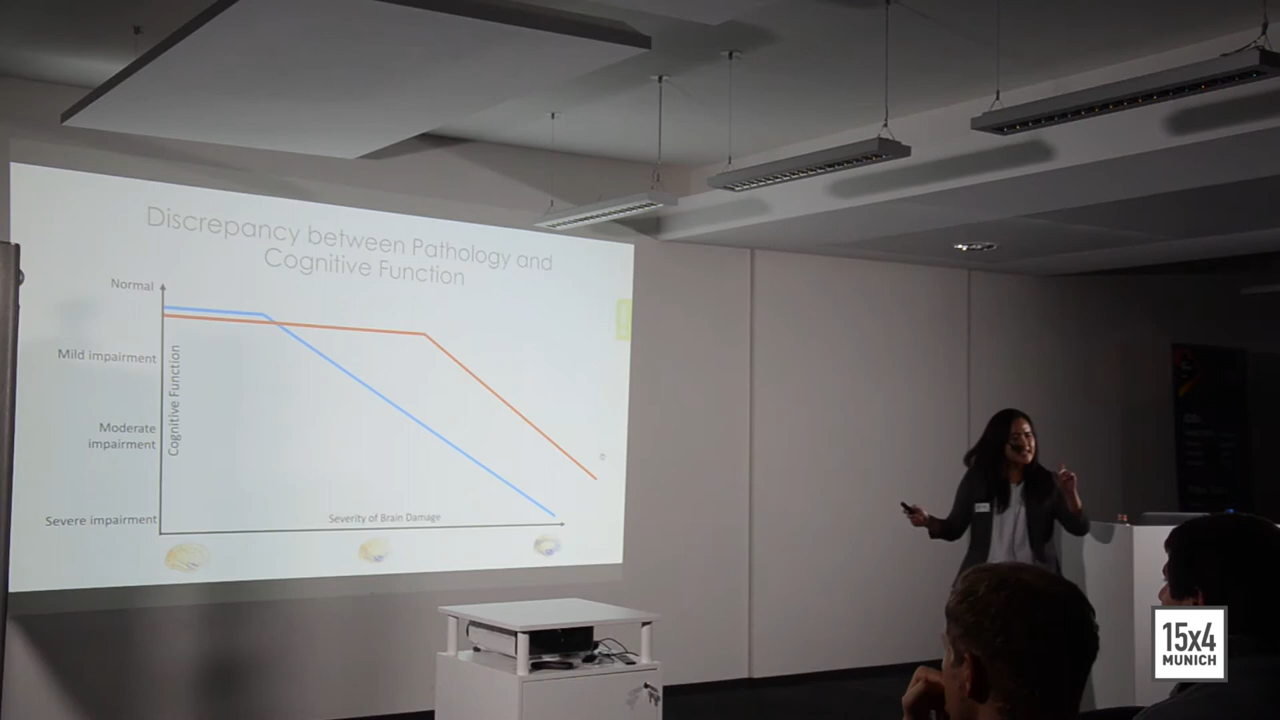 Discrepancy between Pathology and
Cognitive Function
Normal
Mild impairment
Moderate
impairment
Severe impairment
Cognitive Function
Severity of Brain Damage
15x4
MUNICH